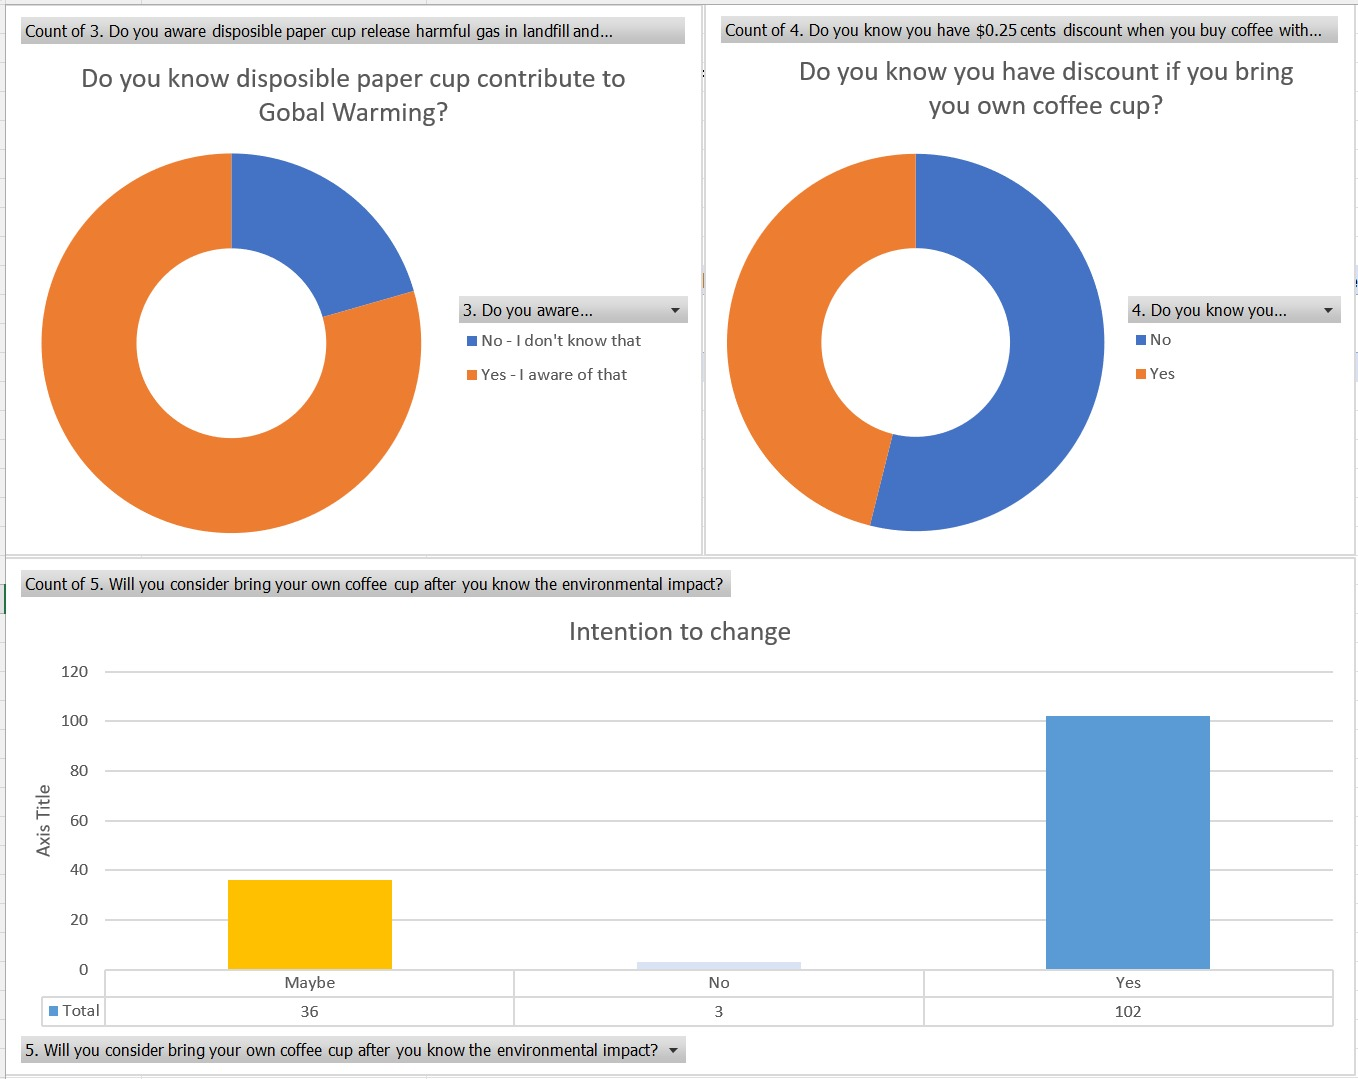 Count of 3. Do you aware disposible paper cup release harmful gas in landfill and...
Do you know disposible paper cup contribute to
Gobal Warming?
3. Do you aware...
No - I don't know that
Yes - I aware of that
Count of 4. Do you know you have $0.25 cents discount when you buy coffee with...
Do you know you have discount if you bring
you own coffee cup?
4. Do you know you...
No
Yes
Count of 5. Will you consider bring your own coffee cup after you know the environmental impact?
Intention to change
Axis Title
120
100
80
60
40
20
0
Maybe No Yes
Total 36 3 102
5. Will you consider bring your own coffee cup after you know the environmental impact?